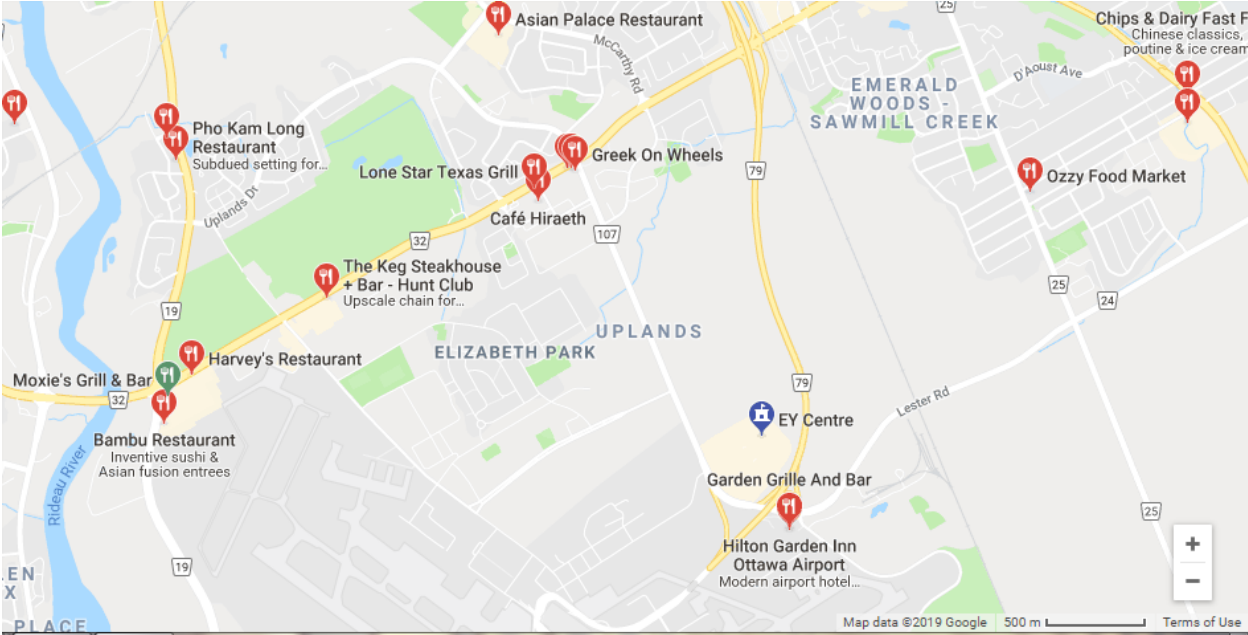 Asian Palace Restaurant
Chips & Dairy Fast F
Chinese classics,
poutine & ice cream
25
McCarthy Rd
D'Aoust Ave
EMERALD
WOODS -
SAWMILL CREEK
Pho Kam Long
Restaurant
Subdued setting for...
Greek On Wheels
Lone Star Texas Grill
79
Ozzy Food Market
Uplands Dr
Café Hiraeth
107
32
The Keg Steakhouse
+ Bar - Hunt Club
Upscale chain for...
25
24
19
UPLANDS
ELIZABETH PARK
Harvey's Restaurant
Moxie's Grill & Bar
79
32
Lester Rd
EY Centre
Bambu Restaurant
Inventive sushi &
Asian fusion entrees
Rideau River
Garden Grille And Bar
25
Hilton Garden Inn
Ottawa Airport
Modern airport hotel...
19
+
−
EN
X
PLACE
Map data ©2019 Google
500 m
Terms of Use